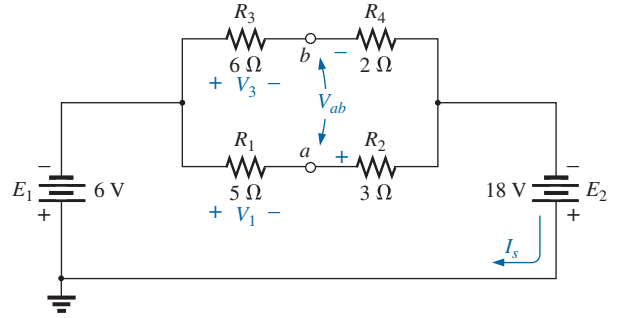 R3 R4
b −
6 Ω 2 Ω
+ V3 −
Vab
R1 a R2
+
− −
E1 6 V 5 Ω 3 Ω 18 V E2
+ + V1 − +
Is